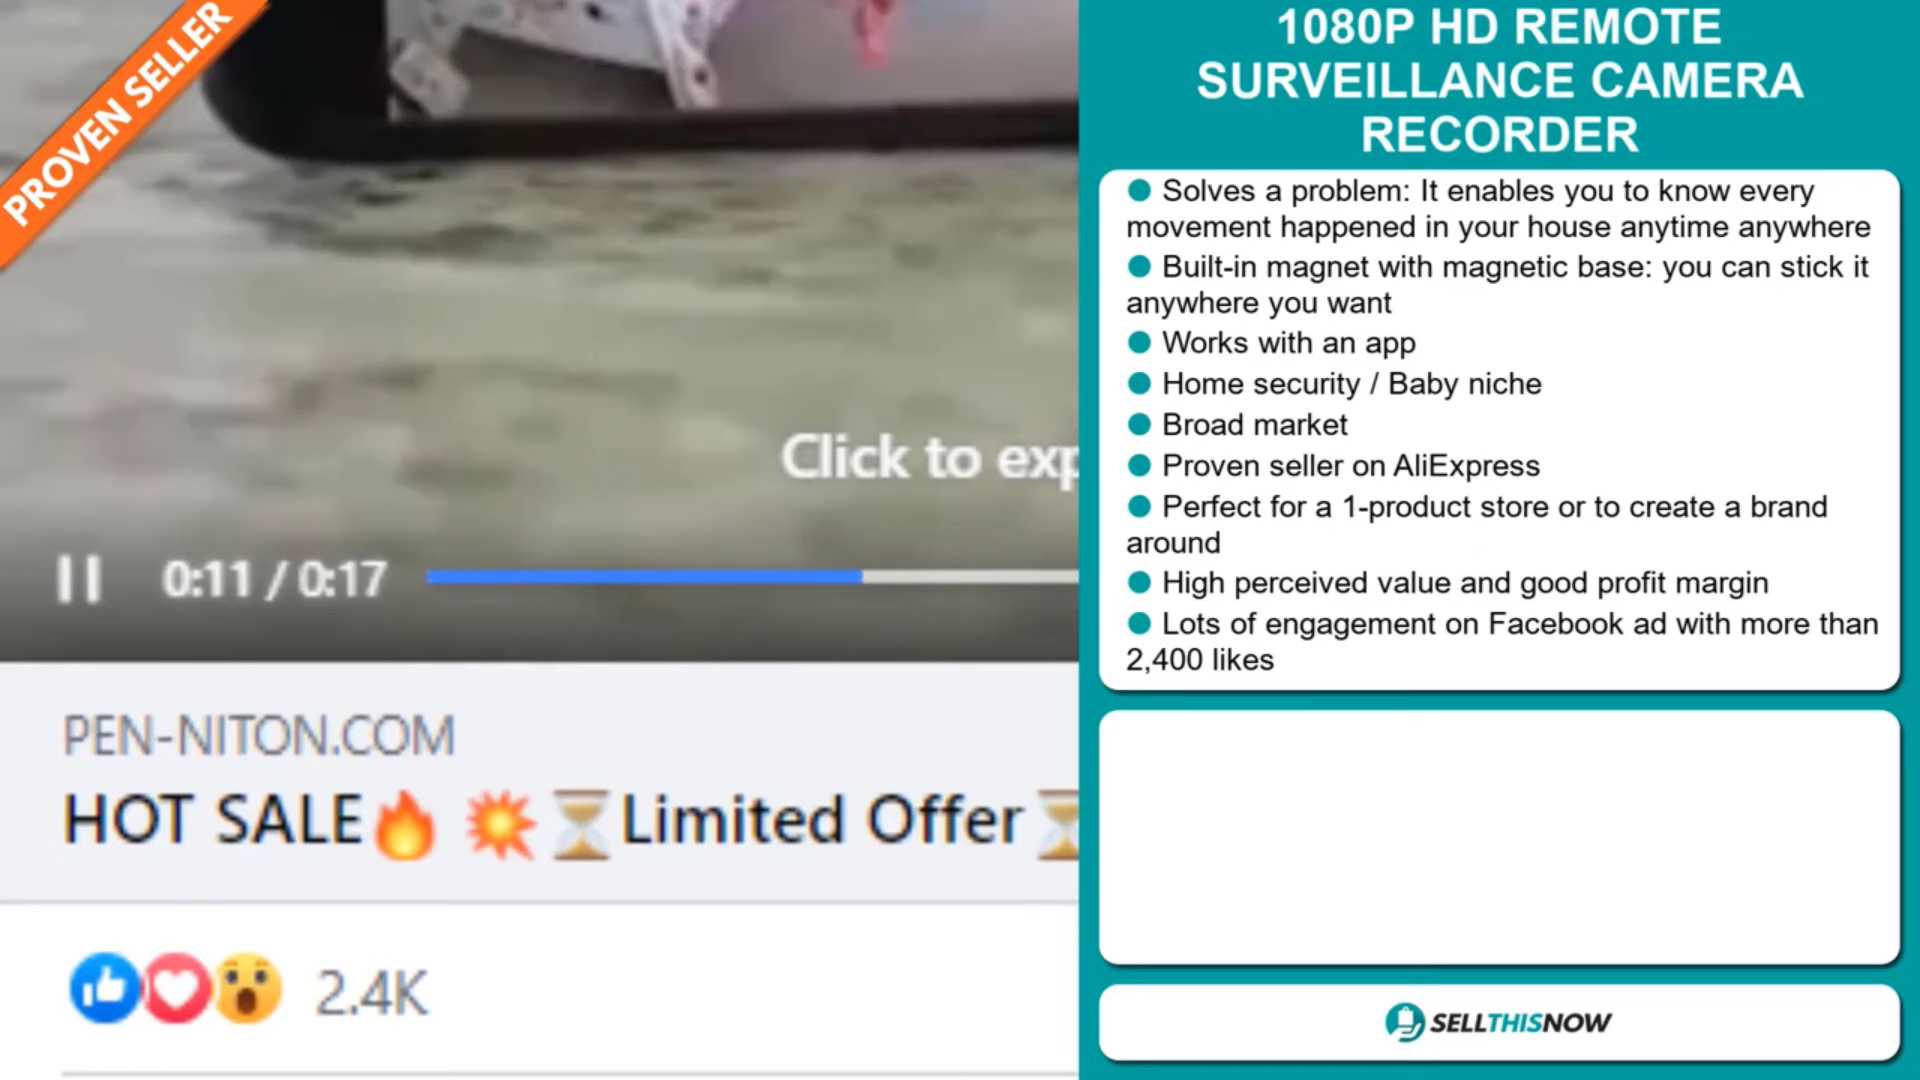 PROVEN SELLER
Click to exp
0:11 / 0:17
PEN-NITON.COM
HOT SALE🔥 💥 ⏳Limited Offer⏳
2.4K
1080P HD REMOTE
SURVEILLANCE CAMERA
RECORDER
● Solves a problem: It enables you to know every
movement happened in your house anytime anywhere
● Built-in magnet with magnetic base: you can stick it
anywhere you want
● Works with an app
● Home security / Baby niche
● Broad market
● Proven seller on AliExpress
● Perfect for a 1-product store or to create a brand
around
● High perceived value and good profit margin
● Lots of engagement on Facebook ad with more than
2,400 likes
SELLTHISNOW